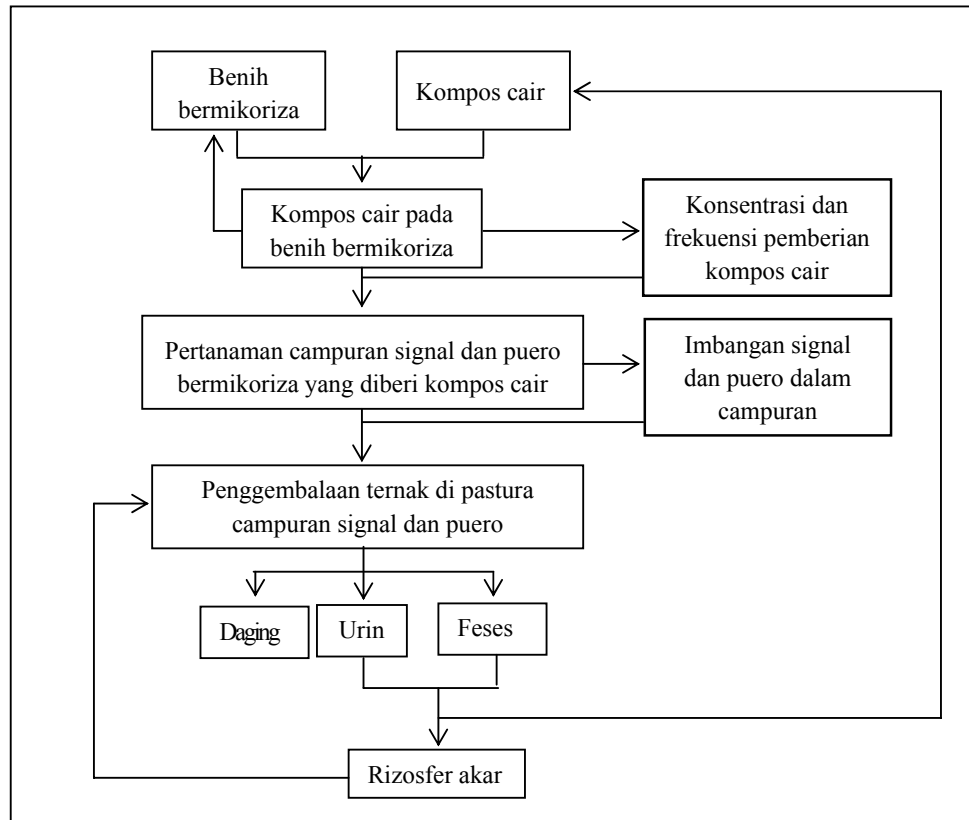 Benih
bermikoriza
Kompos cair
Kompos cair pada
benih bermikoriza
Konsentrasi dan
frekuensi pemberian
kompos cair
Pertanaman campuran signal dan puero
bermikoriza yang diberi kompos cair
Imbangan signal
dan puero dalam
campuran
Penggembalaan ternak di pastura
campuran signal dan puero
Daging
Urin
Feses
Rizosfer akar